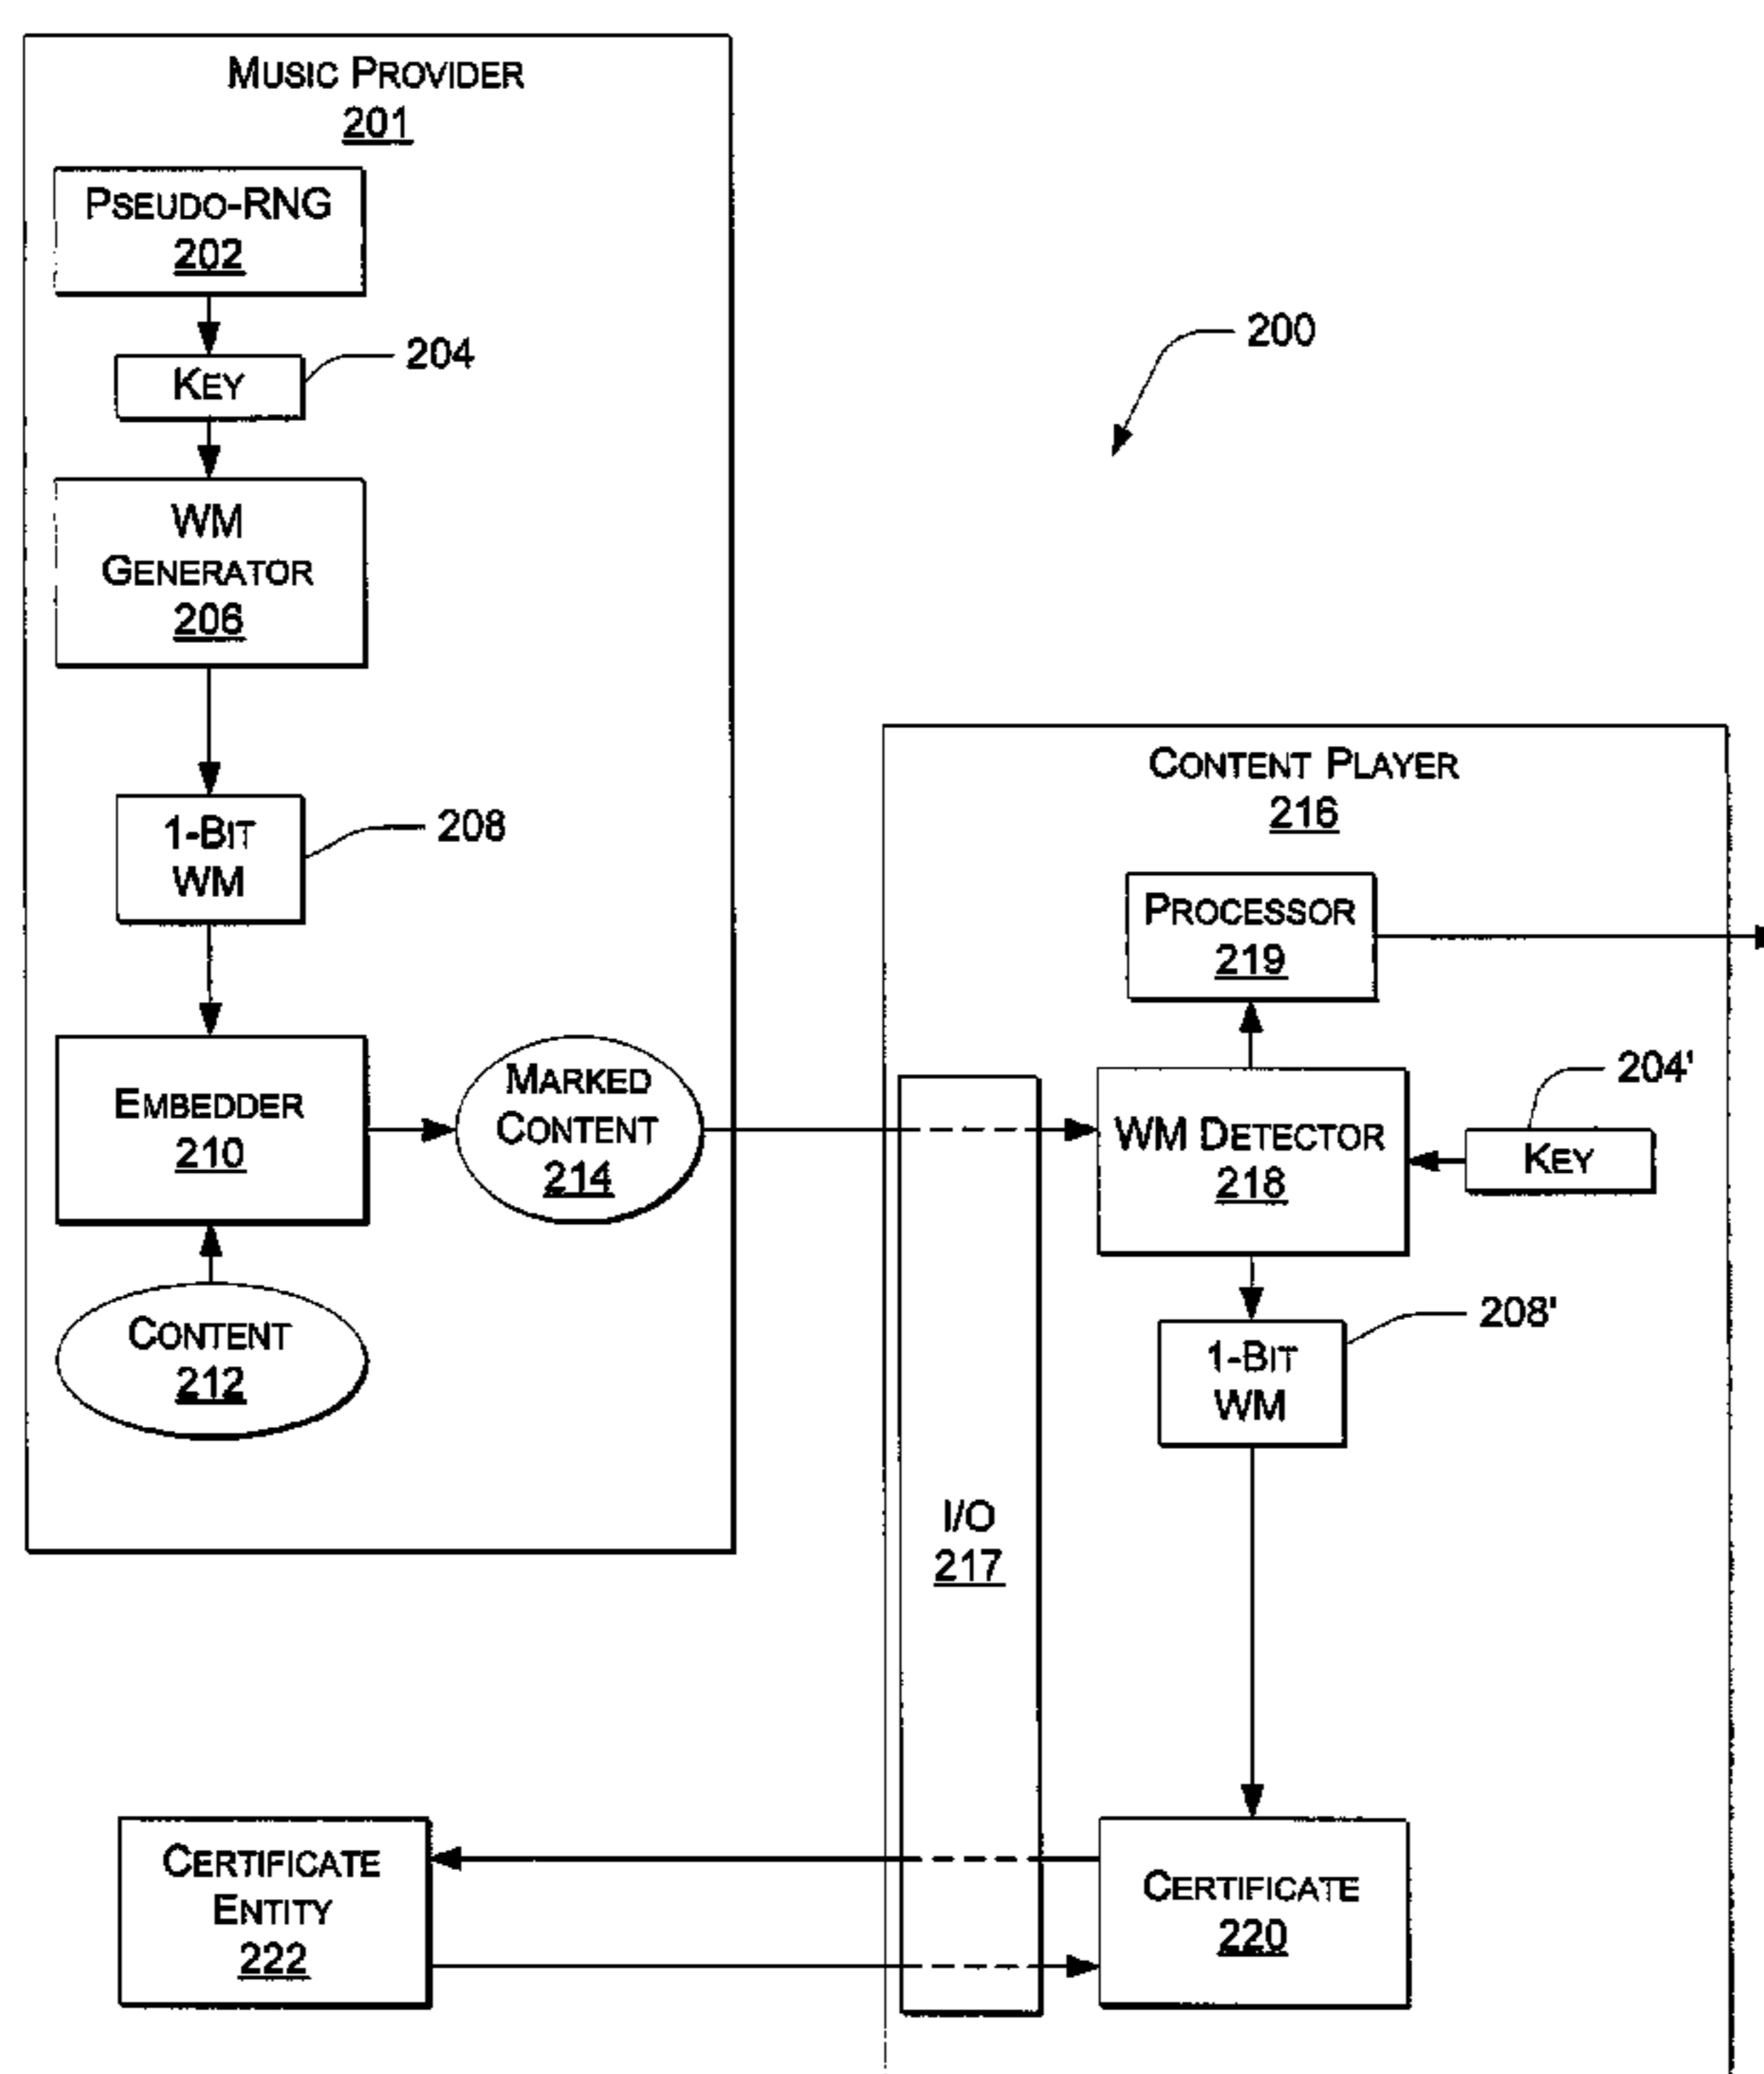 MUSIC PROVIDER
201
PSEUDO-RNG
202
204
KEY
WM
GENERATOR
206
1-BIT
WM
208
EMBEDDER
210
MARKED
CONTENT
214
CONTENT
212
200
CONTENT PLAYER
216
PROCESSOR
219
WM DETECTOR
218
204'
KEY
208'
1-BIT
WM
I/O
217
CERTIFICATE
ENTITY
222
CERTIFICATE
220